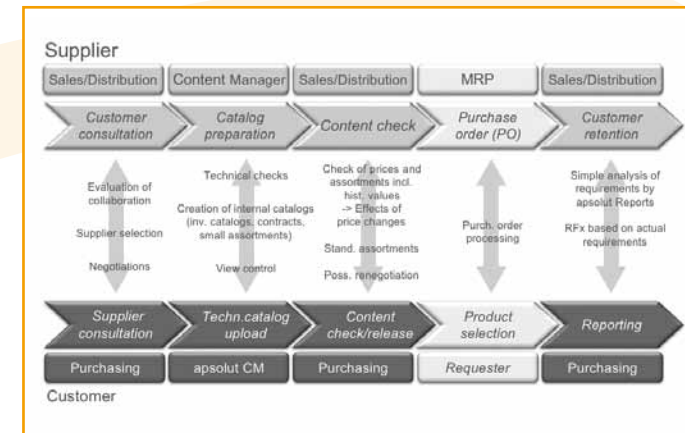 Supplier
Sales/Distribution
Content Manager
Sales/Distribution
MRP
Sales/Distribution
Customer
consultation
Catalog
preparation
Content check
Purchase
order (PO)
Customer
retention
Evaluation of
collaboration
Supplier selection
Negotiations
Technical checks
Creation of internal catalogs
(inv. catalogs, contracts,
small assortments)
View control
Check of prices and
assortments incl.
hist. values
-> Effects of
price changes
Stand. assortments
Poss. renegotiation
Purch. order
processing
Simple analysis of
requirements by
apsolut Reports
RFx based on actual
requirements
Supplier
consultation
Techn.catalog
upload
Content
check/release
Product
selection
Reporting
Purchasing
apsolut CM
Purchasing
Requester
Purchasing
Customer